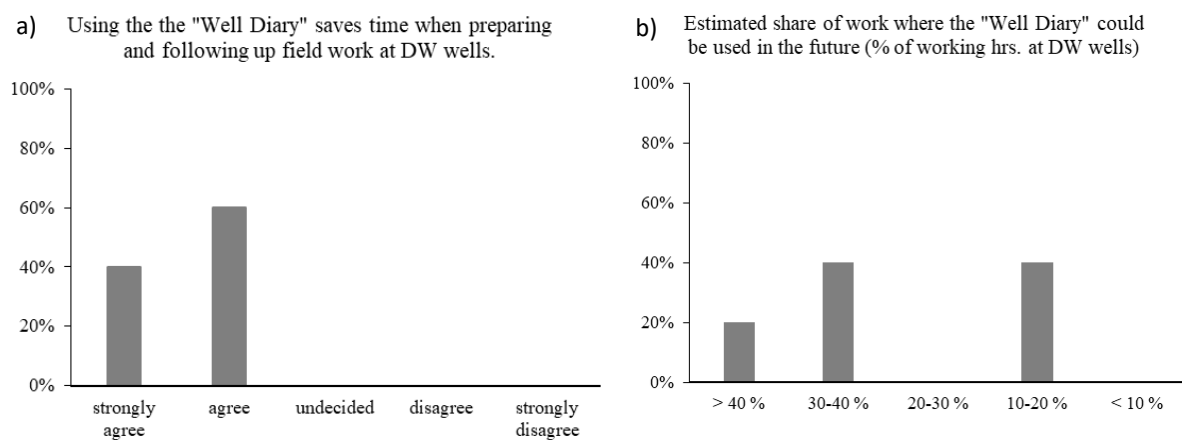 a)
Using the the "Well Diary" saves time when preparing
and following up field work at DW wells.
100%
80%
60%
40%
20%
0%
strongly
agree
agree
undecided
disagree
strongly
disagree
b)
Estimated share of work where the "Well Diary" could
be used in the future (% of working hrs. at DW wells)
100%
80%
60%
40%
20%
0%
> 40 %
30-40 %
20-30 %
10-20 %
< 10 %